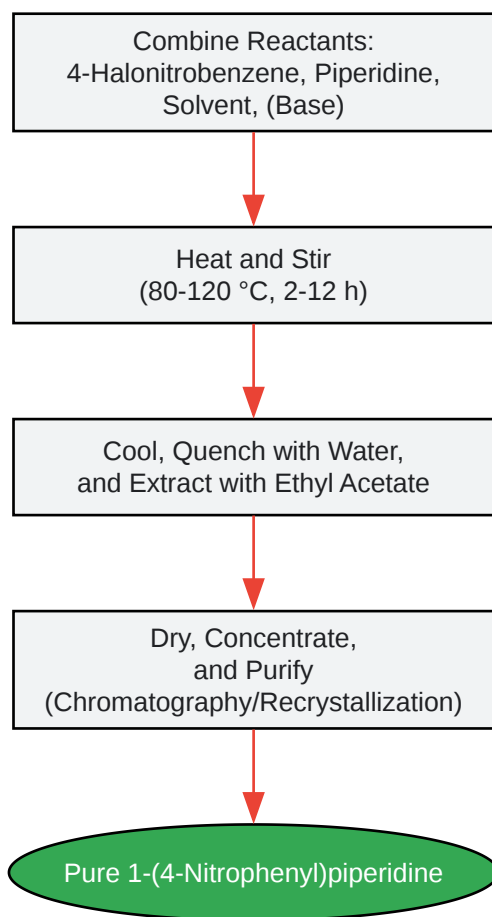 Combine Reactants:
4-Halonitrobenzene, Piperidine,
Solvent, (Base)
Heat and Stir
(80-120 °C, 2-12 h)
Cool, Quench with Water,
and Extract with Ethyl Acetate
Dry, Concentrate,
and Purify
(Chromatography/Recrystallization)
Pure 1-(4-Nitrophenyl)piperidine